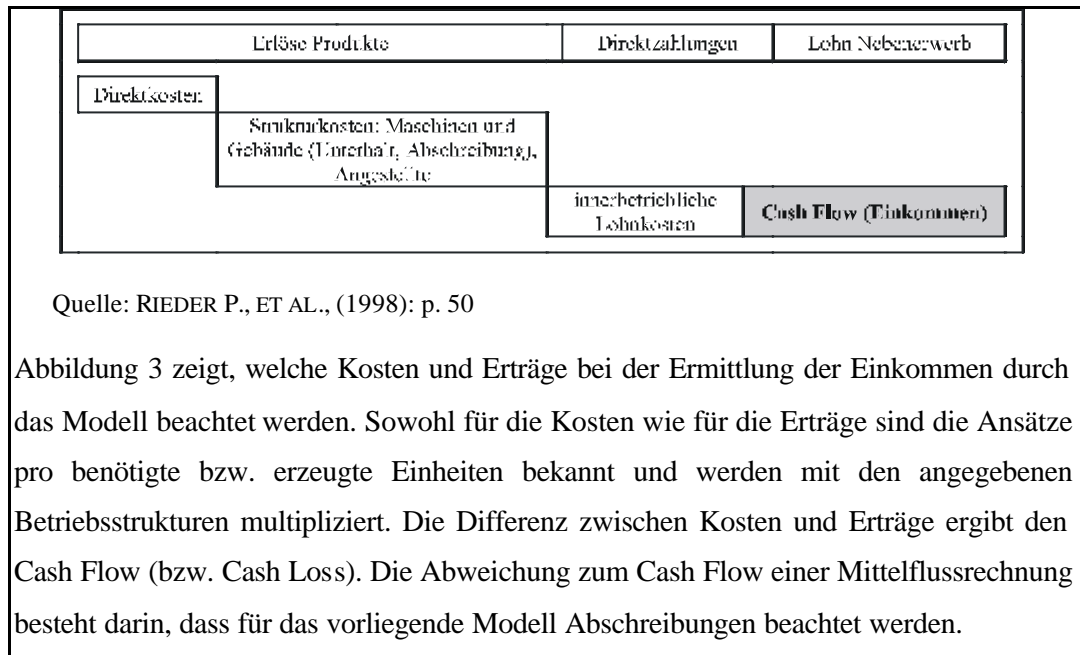 Erlöse Produkte Direktzahlungen Lohn Nebenerwerb
Direktkosten
Strukturkosten: Maschinen und
Gebäude (Unterhalt, Abschreibung),
Angestellte
innerbetriebliche
Lohnkosten
Cash Flow (Einkommen)
Quelle: RIEDER P., ET AL., (1998): p. 50
Abbildung 3 zeigt, welche Kosten und Erträge bei der Ermittlung der Einkommen durch
das Modell beachtet werden. Sowohl für die Kosten wie für die Erträge sind die Ansätze
pro benötigte bzw. erzeugte Einheiten bekannt und werden mit den angegebenen
Betriebsstrukturen multipliziert. Die Differenz zwischen Kosten und Erträge ergibt den
Cash Flow (bzw. Cash Loss). Die Abweichung zum Cash Flow einer Mittelflussrechnung
besteht darin, dass für das vorliegende Modell Abschreibungen beachtet werden.